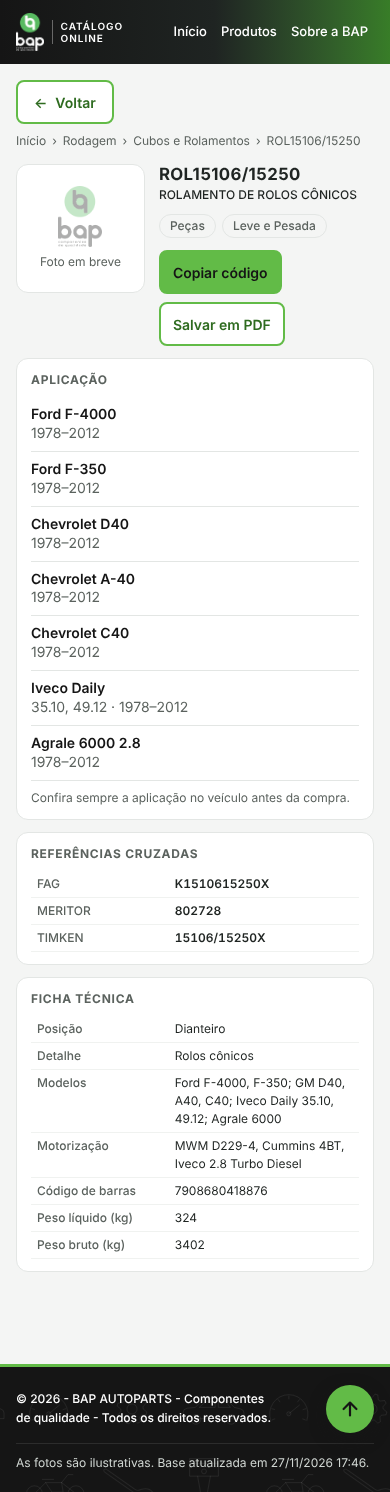 bap
CATÁLOGO
ONLINE
Início
Produtos
Sobre a BAP
← Voltar
Início › Rodagem › Cubos e Rolamentos › ROL15106/15250
bap
Foto em breve
ROL15106/15250
ROLAMENTO DE ROLOS CÔNICOS
Peças
Leve e Pesada
Copiar código
Salvar em PDF
APLICAÇÃO
Ford F-4000
1978–2012
Ford F-350
1978–2012
Chevrolet D40
1978–2012
Chevrolet A-40
1978–2012
Chevrolet C40
1978–2012
Iveco Daily
35.10, 49.12 · 1978–2012
Agrale 6000 2.8
1978–2012
Confira sempre a aplicação no veículo antes da compra.
REFERÊNCIAS CRUZADAS
FAG K1510615250X
MERITOR 802728
TIMKEN 15106/15250X
FICHA TÉCNICA
Posição Dianteiro
Detalhe Rolos cônicos
Modelos Ford F-4000, F-350; GM D40,
A40, C40; Iveco Daily 35.10,
49.12; Agrale 6000
Motorização MWM D229-4, Cummins 4BT,
Iveco 2.8 Turbo Diesel
Código de barras 7908680418876
Peso líquido (kg) 324
Peso bruto (kg) 3402
© 2026 - BAP AUTOPARTS - Componentes
de qualidade - Todos os direitos reservados.
As fotos são ilustrativas. Base atualizada em 27/11/2026 17:46.